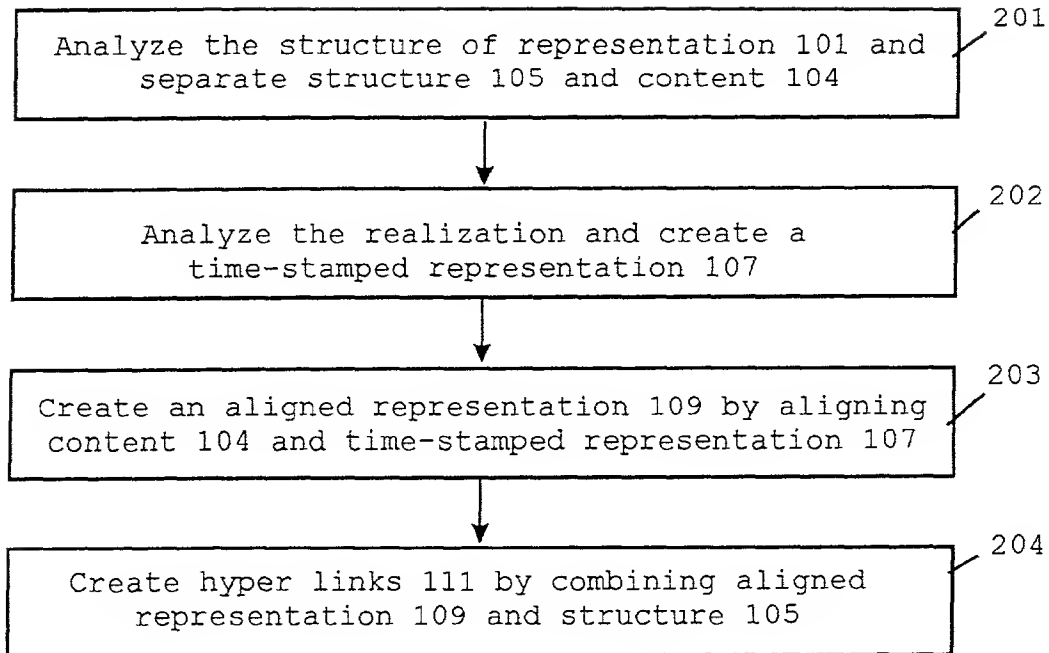 201
Analyze the structure of representation 101 and
separate structure 105 and content 104
202
Analyze the realization and create a
time-stamped representation 107
203
Create an aligned representation 109 by aligning
content 104 and time-stamped representation 107
204
Create hyper links 111 by combining aligned
representation 109 and structure 105